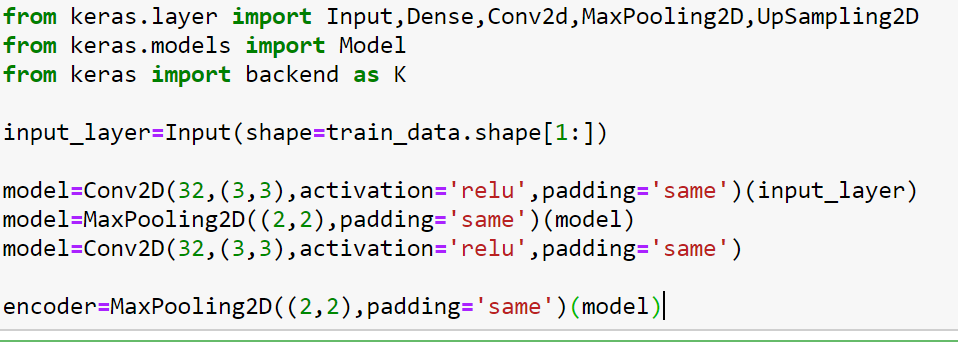 from keras.layer import Input,Dense,Conv2d,MaxPooling2D,UpSampling2D
from keras.models import Model
from keras import backend as K
input_layer=Input(shape=train_data.shape[1:])
model=Conv2D(32,(3,3),activation='relu',padding='same')(input_layer)
model=MaxPooling2D((2,2),padding='same')(model)
model=Conv2D(32,(3,3),activation='relu',padding='same')
encoder=MaxPooling2D((2,2),padding='same')(model)